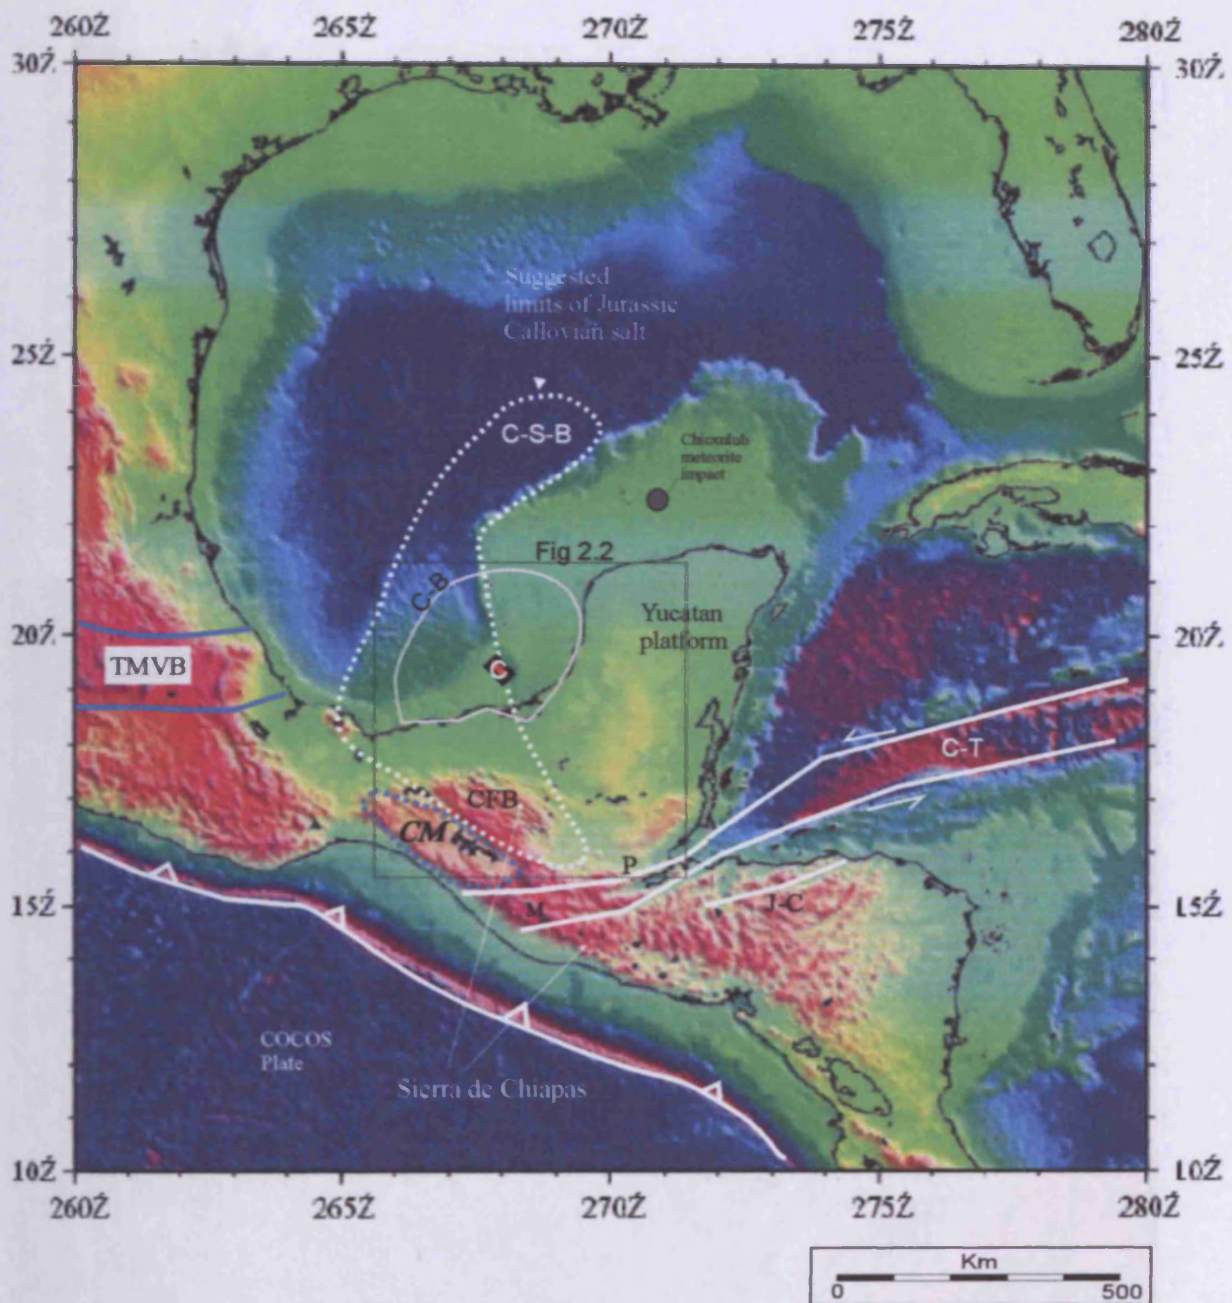 260Ź 265Ź 270Ź 275Ź 280Ź
30Ź 30Ź
Suggested
limits of Jurassic
Callovian salt
25Ź 25Ź
C-S-B
Chicxulub
meteorite
impact
Fig 2.2
C-B
Yucatan
platform
20Ź 20Ź
TMVB
C
C-T
CFB
CM
P
15Ź 15Ź
M
J-C
COCOS
Plate
Sierra de Chiapas
10Ź 10Ź
260Ź 265Ź 270Ź 275Ź 280Ź
Km
0 500